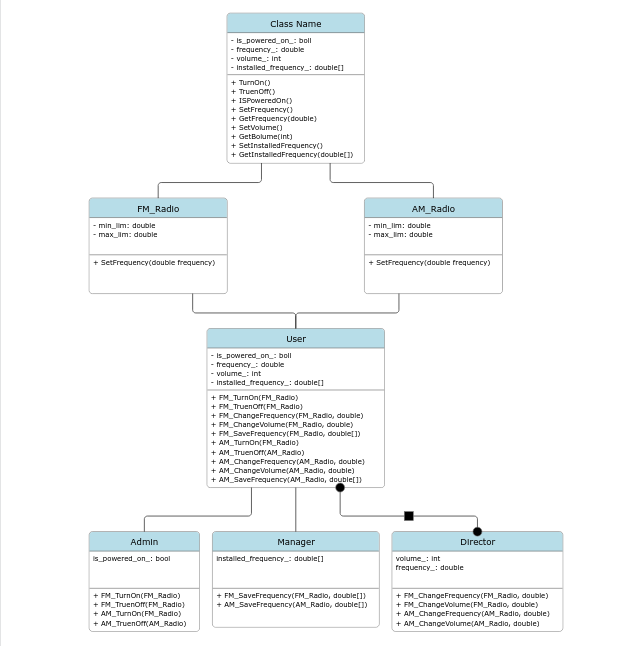 Class Name
- is_powered_on_: boll
- frequency_: double
- volume_: int
- installed_frequency_: double[]
+ TurnOn()
+ TruenOff()
+ ISPoweredOn()
+ SetFrequency()
+ GetFrequency(double)
+ SetVolume()
+ GetBolume(int)
+ SetInstalledFrequency()
+ GetInstalledFrequency(double[])
FM_Radio
- min_lim: double
- max_lim: double
+ SetFrequency(double frequency)
AM_Radio
- min_lim: double
- max_lim: double
+ SetFrequency(double frequency)
User
- is_powered_on_: boll
- frequency_: double
- volume_: int
- installed_frequency_: double[]
+ FM_TurnOn(FM_Radio)
+ FM_TruenOff(FM_Radio)
+ FM_ChangeFrequency(FM_Radio, double)
+ FM_ChangeVolume(FM_Radio, double)
+ FM_SaveFrequency(FM_Radio, double[])
+ AM_TurnOn(FM_Radio)
+ AM_TruenOff(AM_Radio)
+ AM_ChangeFrequency(AM_Radio, double)
+ AM_ChangeVolume(AM_Radio, double)
+ AM_SaveFrequency(AM_Radio, double[])
Admin
is_powered_on_: bool
+ FM_TurnOn(FM_Radio)
+ FM_TruenOff(FM_Radio)
+ AM_TurnOn(FM_Radio)
+ AM_TruenOff(AM_Radio)
Manager
installed_frequency_: double[]
+ FM_SaveFrequency(FM_Radio, double[])
+ AM_SaveFrequency(AM_Radio, double[])
Director
volume_: int
frequency_: double
+ FM_ChangeFrequency(FM_Radio, double)
+ FM_ChangeVolume(FM_Radio, double)
+ AM_ChangeFrequency(AM_Radio, double)
+ AM_ChangeVolume(AM_Radio, double)